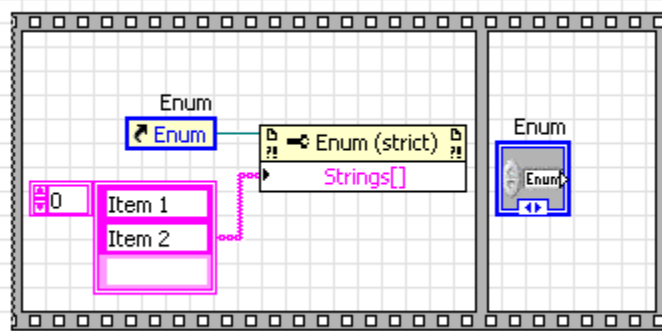 Enum
Enum
Enum (strict)
Strings[]
0
Item 1
Item 2
Enum
Enum